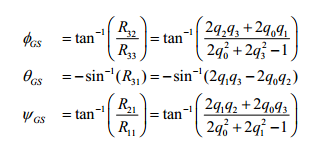 ϕ_GS = tan⁻¹(R₃₂/R₃₃) = tan⁻¹((2q₂q₃ + 2q₀q₁)/(2q₀² + 2q₃² − 1))
θ_GS = −sin⁻¹(R₃₁) = −sin⁻¹(2q₁q₃ − 2q₀q₂)
ψ_GS = tan⁻¹(R₂₁/R₁₁) = tan⁻¹((2q₁q₂ + 2q₀q₃)/(2q₀² + 2q₁² − 1))